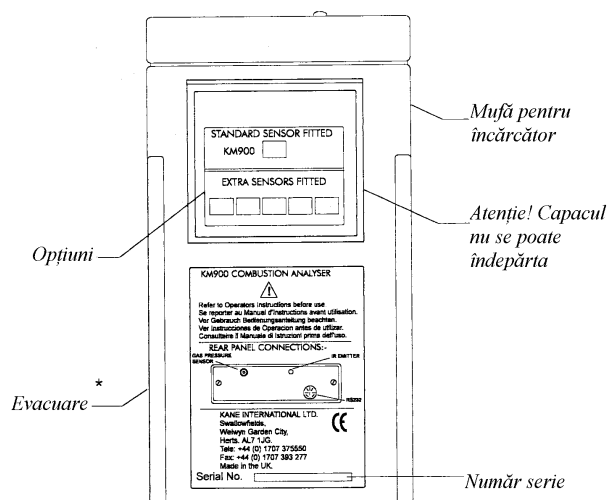 STANDARD SENSOR FITTED
KM900
EXTRA SENSORS FITTED
Mufă pentru
încărcător
Atenție! Capacul
nu se poate
îndepărta
Opțiuni
KM900 COMBUSTION ANALYSER
Refer to Operators Instructions before use
Se reporter au Manuel d'Instructions avant utilisation.
Vor Gebrauch Bedienungsanleitung beachten.
Ver Instrucciones de Operacion antes de utilizar.
Consultare il Manuale di Istruzioni prima dell'uso.
REAR PANEL CONNECTIONS:-
GAS PRESSURE
SENSOR
IR EMITTER
RS232
*
Evacuare
KANE INTERNATIONAL LTD.
Swallowfields,
Welwyn Garden City,
Herts. AL7 1JG.
Tele: +44 (0) 1707 375550
Fax: +44 (0) 1707 393 277
Made in the UK.
CE
Serial No.
Număr serie